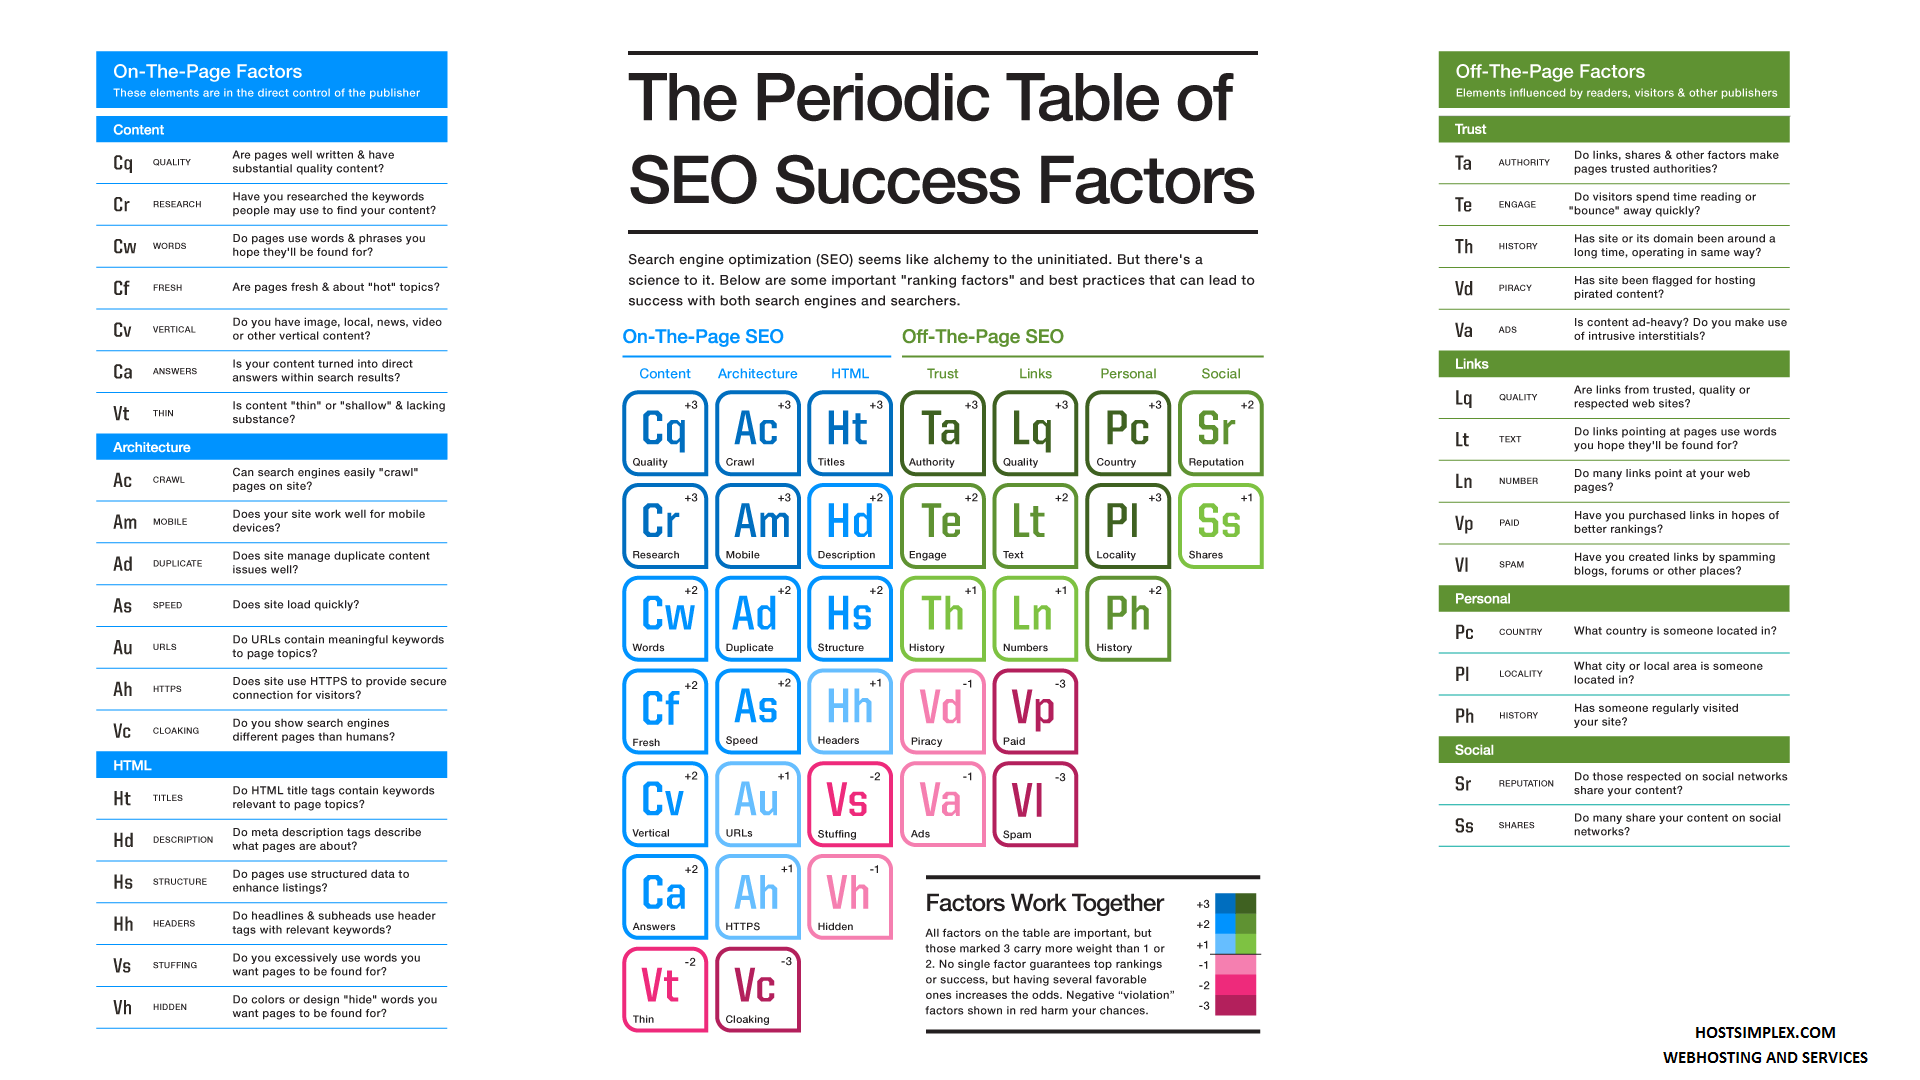 On-The-Page Factors
These elements are in the direct control of the publisher
Content
Cq QUALITY Are pages well written & have
substantial quality content?
Cr RESEARCH Have you researched the keywords
people may use to find your content?
Cw WORDS Do pages use words & phrases you
hope they'll be found for?
Cf FRESH Are pages fresh & about "hot" topics?
Cv VERTICAL Do you have image, local, news, video
or other vertical content?
Ca ANSWERS Is your content turned into direct
answers within search results?
Vt THIN Is content "thin" or "shallow" & lacking
substance?
Architecture
Ac CRAWL Can search engines easily "crawl"
pages on site?
Am MOBILE Does your site work well for mobile
devices?
Ad DUPLICATE Does site manage duplicate content
issues well?
As SPEED Does site load quickly?
Au URLS Do URLs contain meaningful keywords
to page topics?
Ah HTTPS Does site use HTTPS to provide secure
connection for visitors?
Vc CLOAKING Do you show search engines
different pages than humans?
HTML
Ht TITLES Do HTML title tags contain keywords
relevant to page topics?
Hd DESCRIPTION Do meta description tags describe
what pages are about?
Hs STRUCTURE Do pages use structured data to
enhance listings?
Hh HEADERS Do headlines & subheads use header
tags with relevant keywords?
Vs STUFFING Do you excessively use words you
want pages to be found for?
Vh HIDDEN Do colors or design "hide" words you
want pages to be found for?
The Periodic Table of
SEO Success Factors
Search engine optimization (SEO) seems like alchemy to the uninitiated. But there's a
science to it. Below are some important "ranking factors" and best practices that can lead to
success with both search engines and searchers.
On-The-Page SEO Off-The-Page SEO
Content Architecture HTML Trust Links Personal Social
+3 +3 +3 +3 +3 +3 +2
Cq Ac Ht Ta Lq Pc Sr
Quality Crawl Titles Authority Quality Country Reputation
+3 +3 +2 +2 +2 +3 +1
Cr Am Hd Te Lt Pl Ss
Research Mobile Description Engage Text Locality Shares
+2 +2 +2 +1 +1 +2
Cw Ad Hs Th Ln Ph
Words Duplicate Structure History Numbers History
+2 +2 +1 -1 -3
Cf As Hh Vd Vp
Fresh Speed Headers Piracy Paid
+2 +1 -2 -1 -3
Cv Au Vs Va Vl
Vertical URLs Stuffing Ads Spam
+2 +1 -1
Ca Ah Vh
Answers HTTPS Hidden
-2 -3
Vt Vc
Thin Cloaking
Factors Work Together
All factors on the table are important, but
those marked 3 carry more weight than 1 or
2. No single factor guarantees top rankings
or success, but having several favorable
ones increases the odds. Negative “violation”
factors shown in red harm your chances.
+3
+2
+1
-1
-2
-3
Off-The-Page Factors
Elements influenced by readers, visitors & other publishers
Trust
Ta AUTHORITY Do links, shares & other factors make
pages trusted authorities?
Te ENGAGE Do visitors spend time reading or
"bounce" away quickly?
Th HISTORY Has site or its domain been around a
long time, operating in same way?
Vd PIRACY Has site been flagged for hosting
pirated content?
Va ADS Is content ad-heavy? Do you make use
of intrusive interstitials?
Links
Lq QUALITY Are links from trusted, quality or
respected web sites?
Lt TEXT Do links pointing at pages use words
you hope they'll be found for?
Ln NUMBER Do many links point at your web
pages?
Vp PAID Have you purchased links in hopes of
better rankings?
Vl SPAM Have you created links by spamming
blogs, forums or other places?
Personal
Pc COUNTRY What country is someone located in?
Pl LOCALITY What city or local area is someone
located in?
Ph HISTORY Has someone regularly visited
your site?
Social
Sr REPUTATION Do those respected on social networks
share your content?
Ss SHARES Do many share your content on social
networks?
HOSTSIMPLEX.COM
WEBHOSTING AND SERVICES